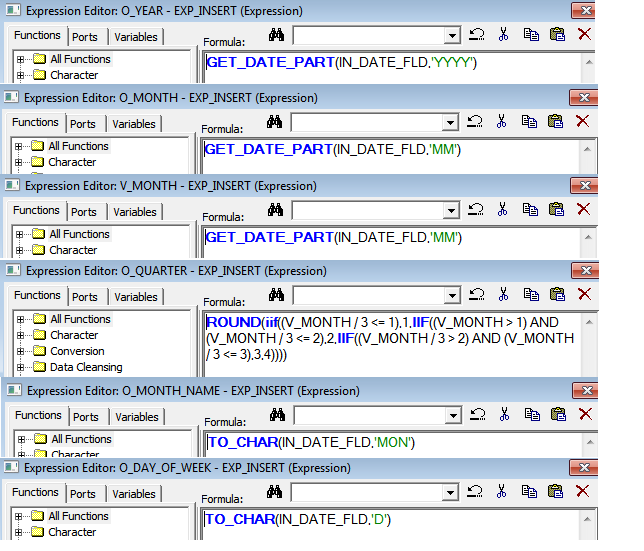 Expression Editor: O_YEAR - EXP_INSERT (Expression)
Functions Ports Variables Formula:
All Functions
Character
GET_DATE_PART(IN_DATE_FLD,'YYYY')
Expression Editor: O_MONTH - EXP_INSERT (Expression)
Functions Ports Variables Formula:
All Functions
Character
GET_DATE_PART(IN_DATE_FLD,'MM')
Expression Editor: V_MONTH - EXP_INSERT (Expression)
Functions Ports Variables Formula:
All Functions
Character
GET_DATE_PART(IN_DATE_FLD,'MM')
Expression Editor: O_QUARTER - EXP_INSERT (Expression)
Functions Ports Variables Formula:
All Functions
Character
Conversion
Data Cleansing
ROUND(iif((V_MONTH / 3 <= 1),1,IIF((V_MONTH > 1) AND
(V_MONTH / 3 <= 2),2,IIF((V_MONTH / 3 > 2) AND (V_MONTH
/ 3 <= 3),3,4))))
Expression Editor: O_MONTH_NAME - EXP_INSERT (Expression)
Functions Ports Variables Formula:
All Functions
Character
TO_CHAR(IN_DATE_FLD,'MON')
Expression Editor: O_DAY_OF_WEEK - EXP_INSERT (Expression)
Functions Ports Variables Formula:
All Functions
Character
TO_CHAR(IN_DATE_FLD,'D')